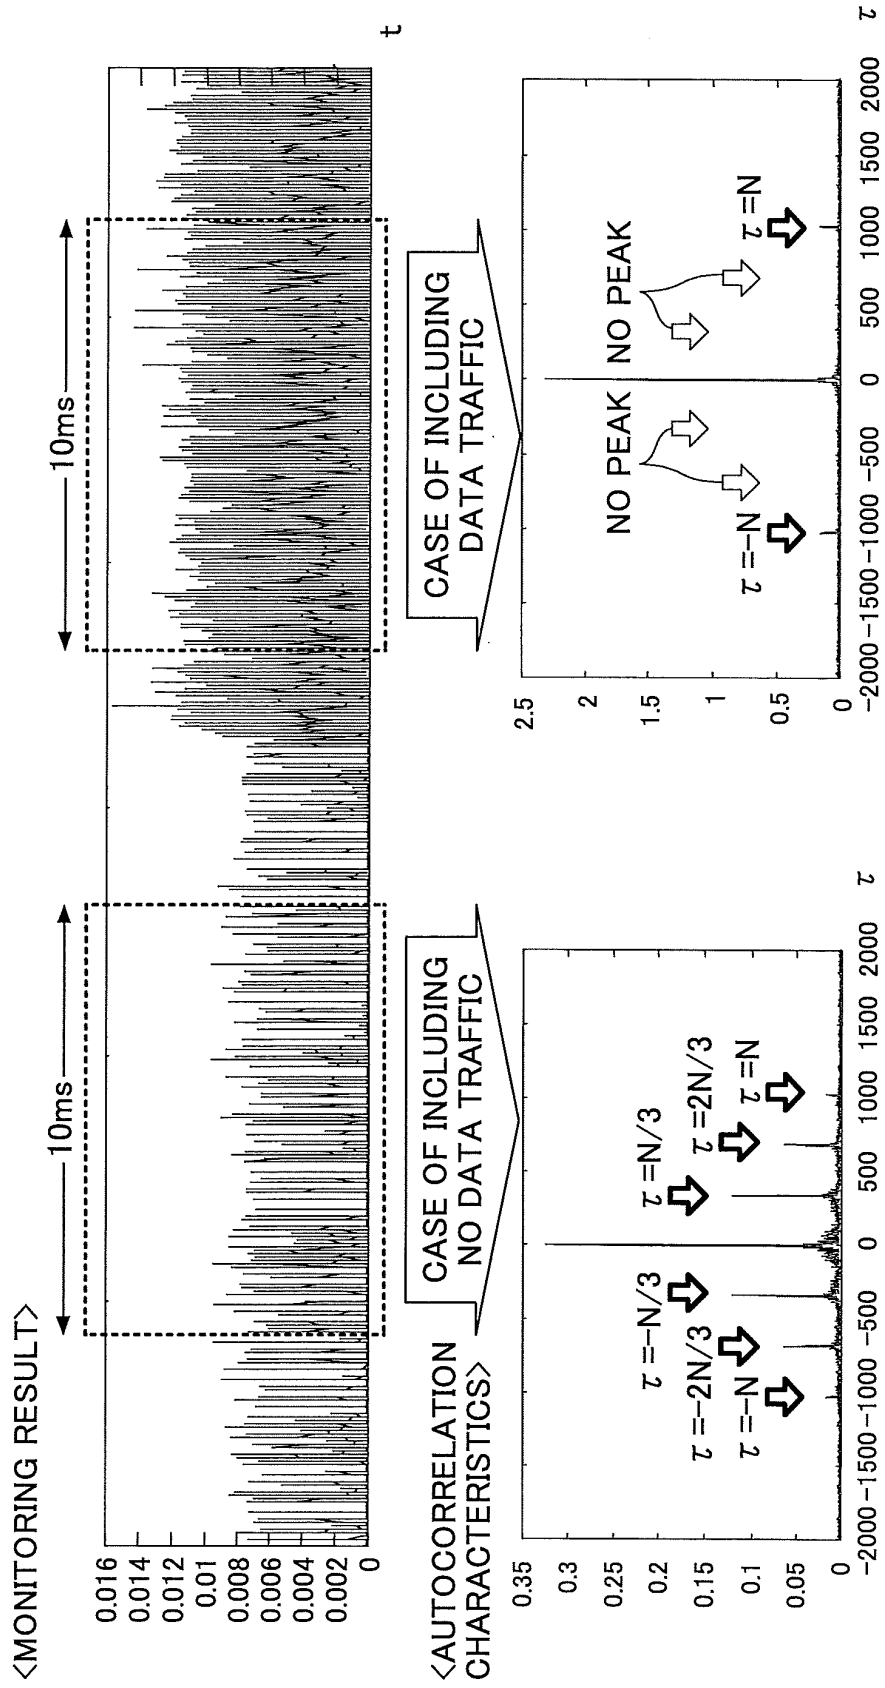 <MONITORING RESULT>
10ms
10ms
0.016
0.014
0.012
0.01
0.008
0.006
0.004
0.002
0
t
<AUTOCORRELATION
CHARACTERISTICS>
CASE OF INCLUDING
NO DATA TRAFFIC
CASE OF INCLUDING
DATA TRAFFIC
0.35
0.3
0.25
0.2
0.15
0.1
0.05
τ=-N/3
τ=N/3
τ=-2N/3
τ=2N/3
τ=-N
τ=N
-2000 -1500 -1000 -500 0 500 1000 1500 2000
τ
2.5
2
1.5
1
0.5
0
NO PEAK
NO PEAK
τ=-N
τ=N
-2000 -1500 -1000 -500 0 500 1000 1500 2000
τ